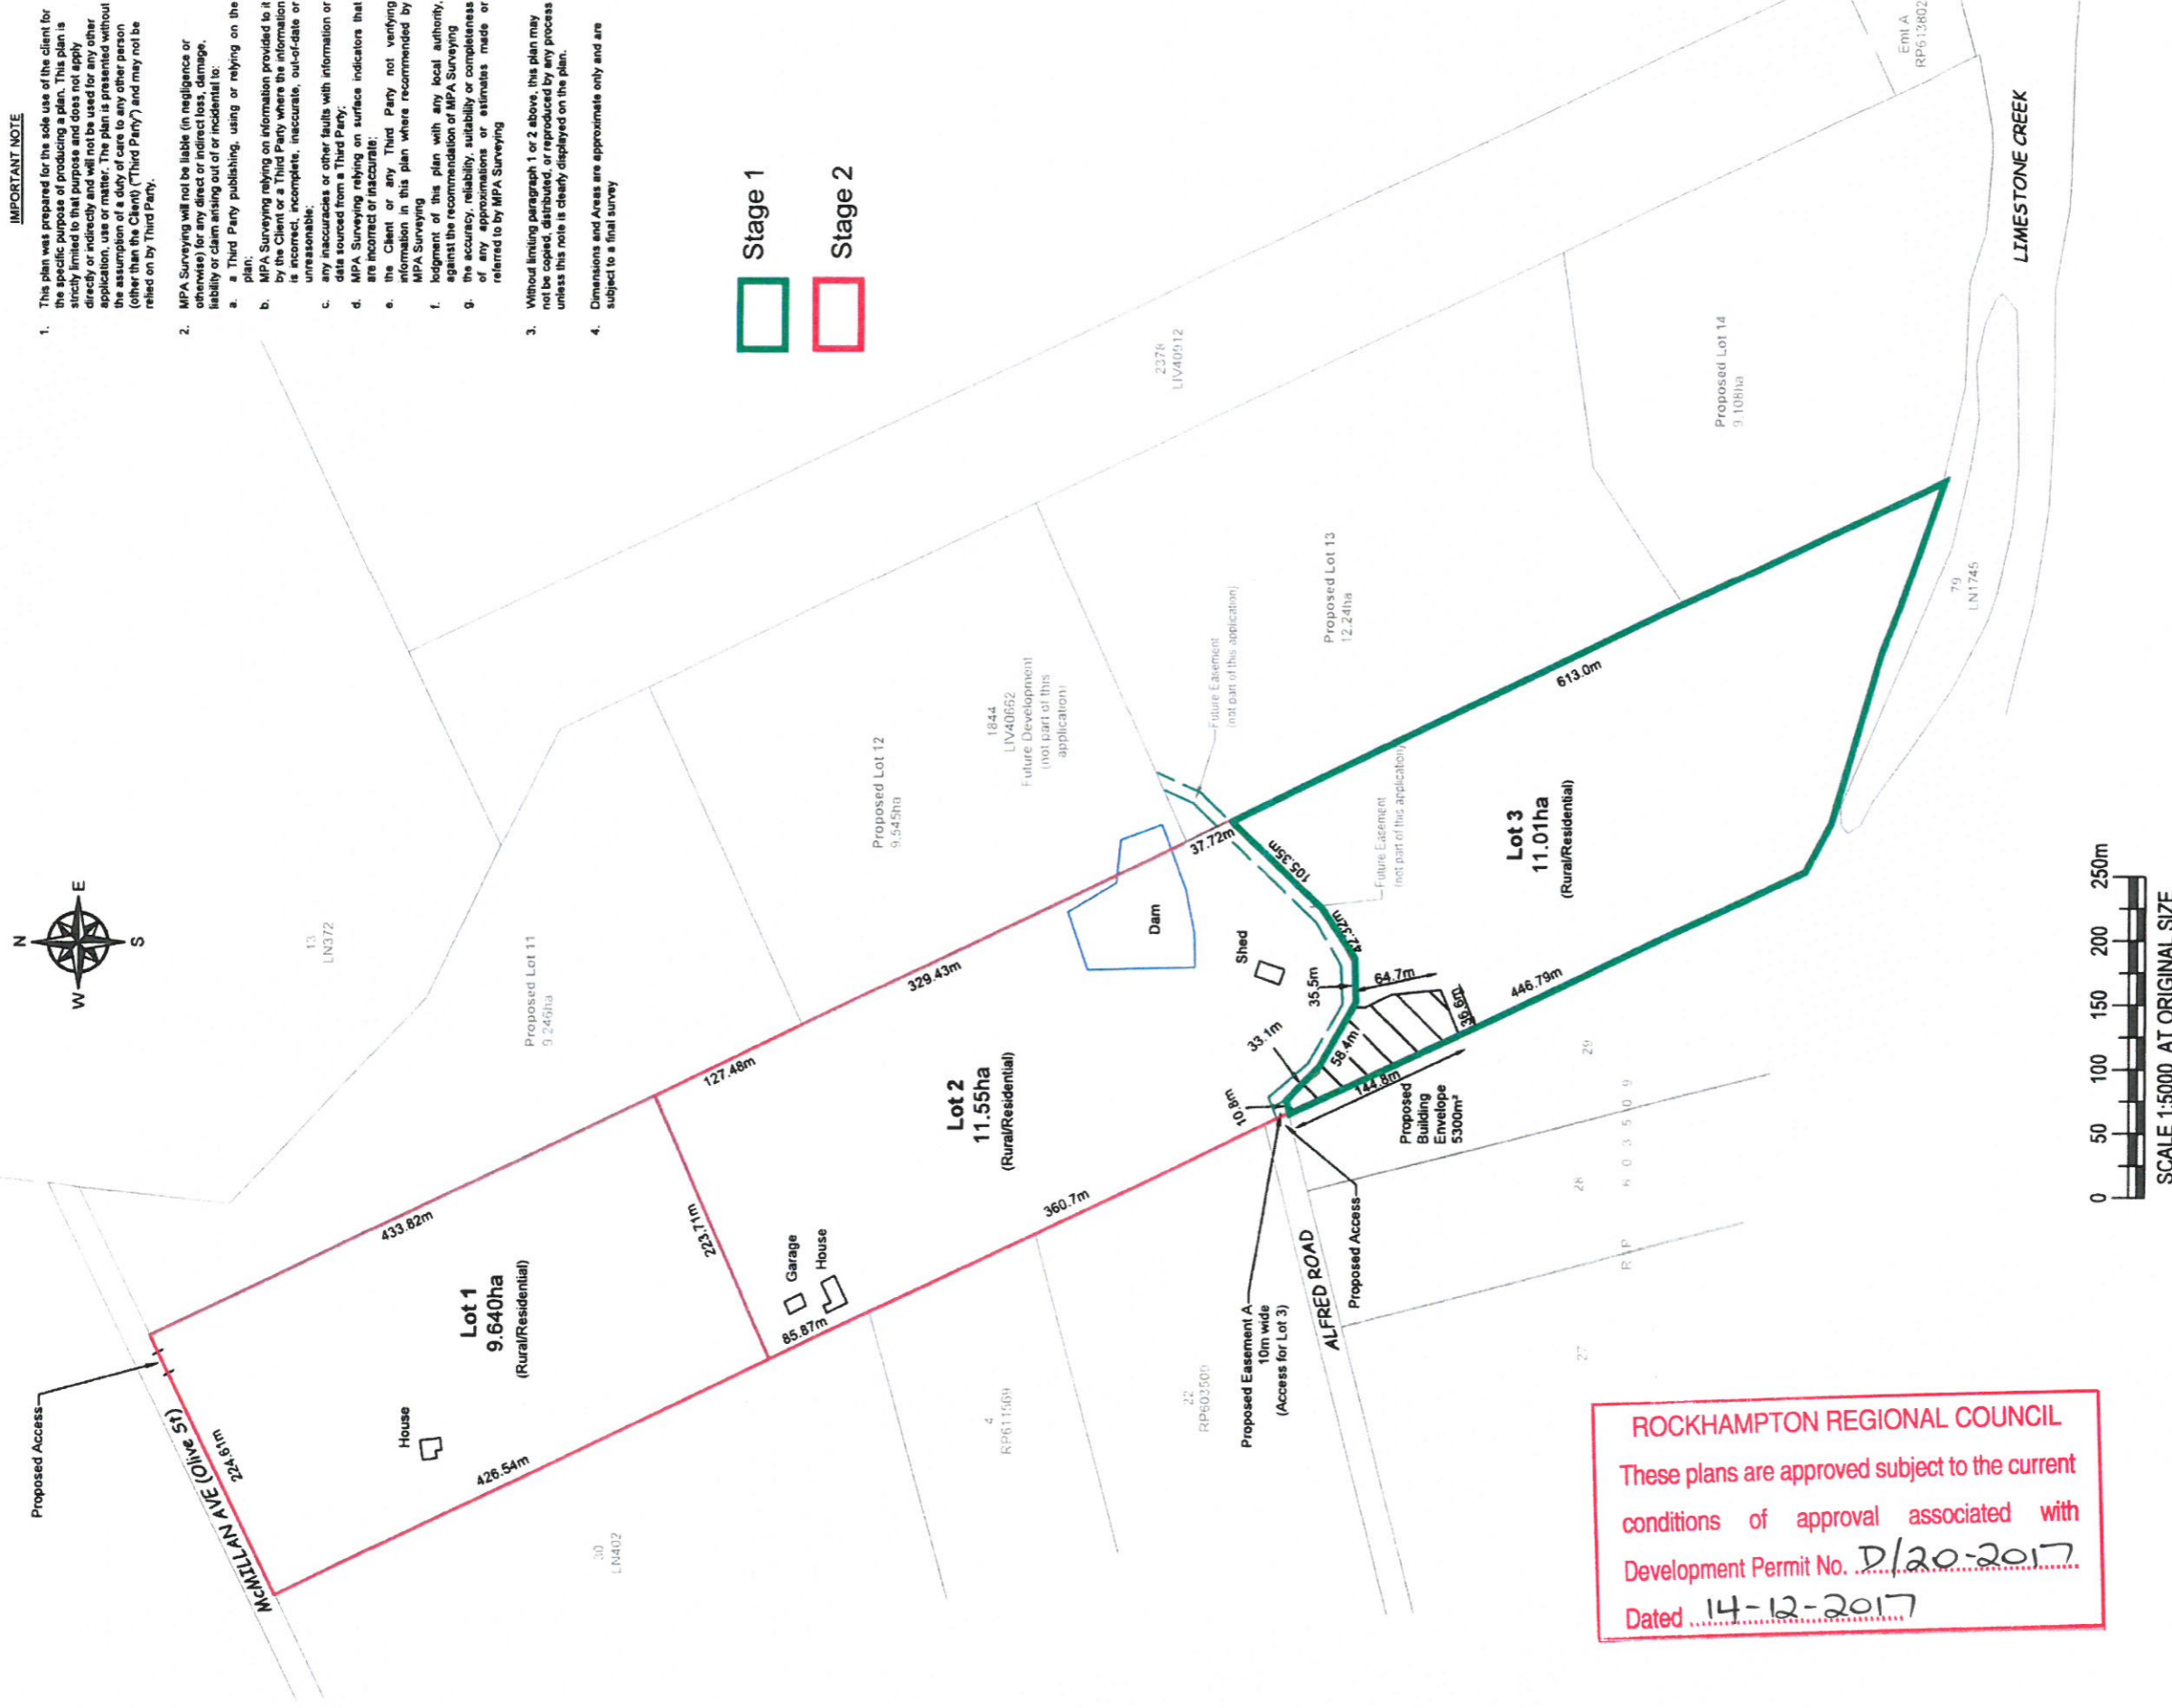 IMPORTANT NOTE
1. This plan was prepared for the sole use of the client for
the specific purpose of producing a plan. This plan is
strictly limited to that purpose and does not apply
directly or indirectly and will not be used for any other
application, use or matter. The plan is presented without
the assumption of a duty of care to any other person
(other than the Client) ("Third Party") and may not be
relied on by Third Party.
2. MPA Surveying will not be liable (in negligence or
otherwise) for any direct or indirect loss, damage,
liability or claim arising out of or incidental to:
a. a Third Party publishing, using or relying on the
plan;
b. MPA Surveying relying on information provided to it
by the Client or a Third Party where the information
is incorrect, incomplete, inaccurate, out-of-date or
unreasonable;
c. any inaccuracies or other faults with information or
data sourced from a Third Party;
d. MPA Surveying relying on surface indicators that
are incorrect or inaccurate;
e. the Client or any Third Party not verifying
information in this plan where recommended by
MPA Surveying
f. lodgment of this plan with any local authority,
against the recommendation of MPA Surveying
g. the accuracy, reliability, suitability or completeness
of any approximations or estimates made or
referred to by MPA Surveying
3. Without limiting paragraph 1 or 2 above, this plan may
not be copied, distributed, or reproduced by any process
unless this note is clearly displayed on the plan.
4. Dimensions and Areas are approximate only and are
subject to a final survey
Stage 1
Stage 2
N
W
E
S
Proposed Access
McMILLAN AVE (Olive St)
224.61m
433.82m
Lot 1
9.640ha
(Rural/Residential)
House
426.54m
223.71m
13
LN372
Proposed Lot 11
9.246ha
30
LN402
127.48m
329.43m
Garage
House
85.87m
360.7m
Lot 2
11.55ha
(Rural/Residential)
Proposed Lot 12
9.545ha
1844
LIV40662
Future Development
(not part of this
application)
2378
LIV40912
Dam
Shed
37.72m
Future Easement
(not part of this application)
Proposed Lot 13
12.24ha
105.35m
42.32m
35.5m
64.7m
33.1m
58.4m
36.6m
10.8m
144.8m
Future Easement
(not part of this application)
Proposed
Building
Envelope
5300m²
Lot 3
11.01ha
(Rural/Residential)
613.0m
446.79m
4
RP611569
22
RP603509
Proposed Easement A
10m wide
(Access for Lot 3)
ALFRED ROAD
Proposed Access
29
28
27
RP 603509
Proposed Lot 14
9.108ha
79
LN1745
Emt A
RP613802
LIMESTONE CREEK
0 50 100 150 200 250m
SCALE 1:5000 AT ORIGINAL SIZE
ROCKHAMPTON REGIONAL COUNCIL
These plans are approved subject to the current
conditions of approval associated with
Development Permit No. D/20-2017
Dated 14-12-2017